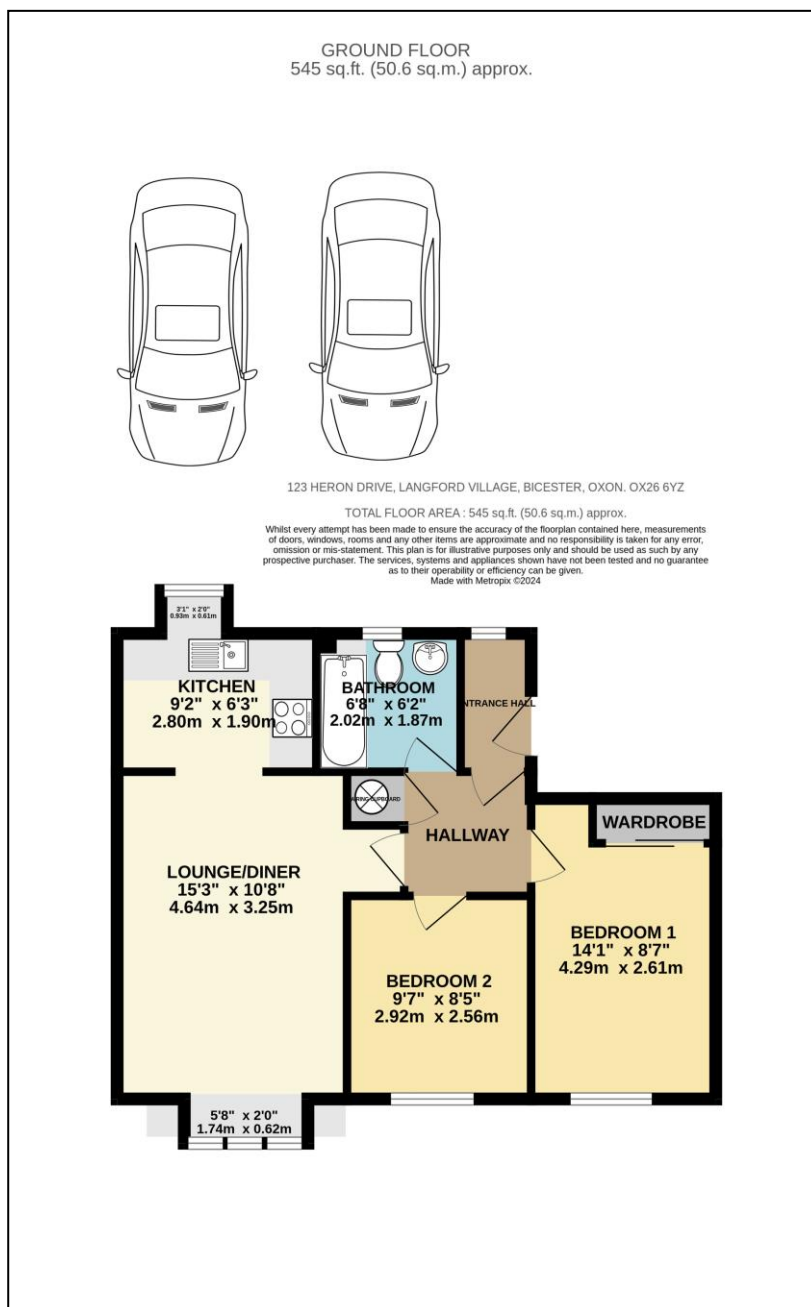 GROUND FLOOR
545 sq.ft. (50.6 sq.m.) approx.
123 HERON DRIVE, LANGFORD VILLAGE, BICESTER, OXON. OX26 6YZ
TOTAL FLOOR AREA : 545 sq.ft. (50.6 sq.m.) approx.
Whilst every attempt has been made to ensure the accuracy of the floorplan contained here, measurements
of doors, windows, rooms and any other items are approximate and no responsibility is taken for any error,
omission or mis-statement. This plan is for illustrative purposes only and should be used as such by any
prospective purchaser. The services, systems and appliances shown have not been tested and no guarantee
as to their operability or efficiency can be given.
Made with Metropix ©2024
3'1" x 2'0"
0.93m x 0.61m
KITCHEN
9'2" x 6'3"
2.80m x 1.90m
BATHROOM
6'8" x 6'2"
2.02m x 1.87m
ENTRANCE HALL
AIRING CUPBOARD
HALLWAY
WARDROBE
LOUNGE/DINER
15'3" x 10'8"
4.64m x 3.25m
BEDROOM 1
14'1" x 8'7"
4.29m x 2.61m
BEDROOM 2
9'7" x 8'5"
2.92m x 2.56m
5'8" x 2'0"
1.74m x 0.62m